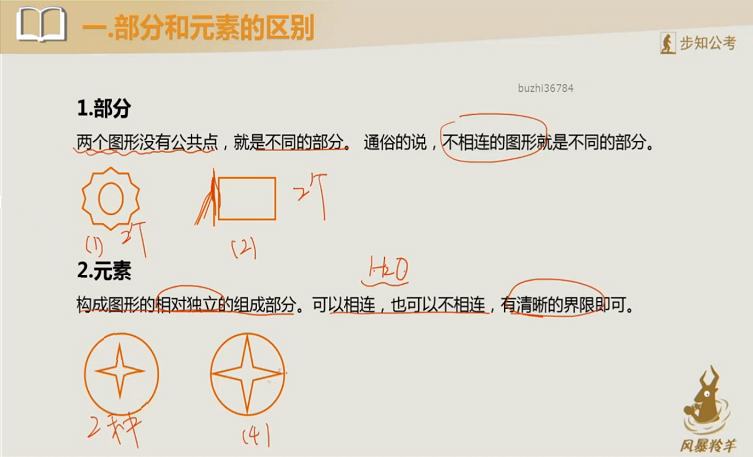 一.部分和元素的区别
步知公考
buzhi36784
1.部分
两个图形没有公共点，就是不同的部分。 通俗的说，不相连的图形就是不同的部分。
2个
(1) 2个
(2)
H2O
2.元素
构成图形的相对独立的组成部分。可以相连，也可以不相连，有清晰的界限即可。
2种
(4)
风暴羚羊